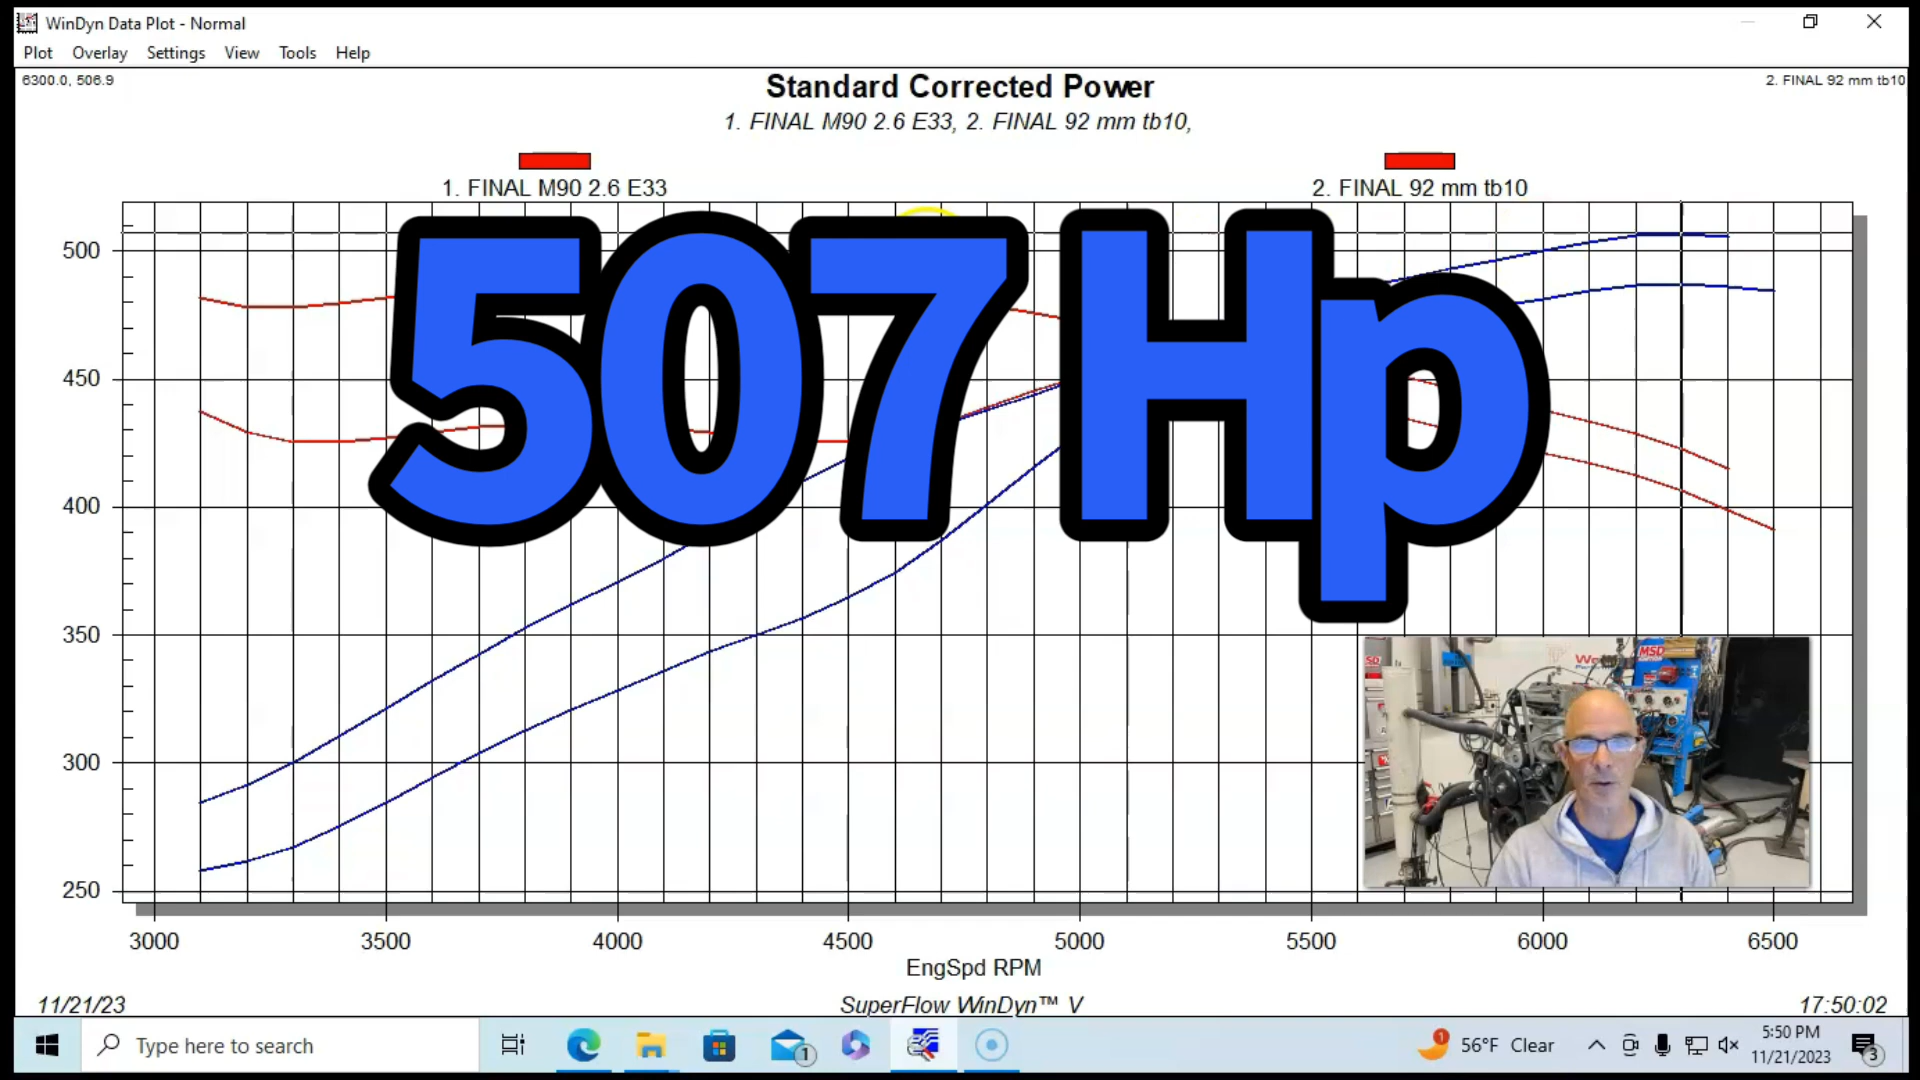 WinDyn Data Plot - Normal
Plot Overlay Settings View Tools Help
6300.0, 506.9
Standard Corrected Power
2. FINAL 92 mm tb10
1. FINAL M90 2.6 E33, 2. FINAL 92 mm tb10,
1. FINAL M90 2.6 E33
2. FINAL 92 mm tb10
507 Hp
500
450
400
350
300
250
3000 3500 4000 4500 5000 5500 6000 6500
EngSpd RPM
MSD
11/21/23
SuperFlow WinDyn™ V
17:50:02
Type here to search
1
1
56°F Clear
5:50 PM
11/21/2023
3